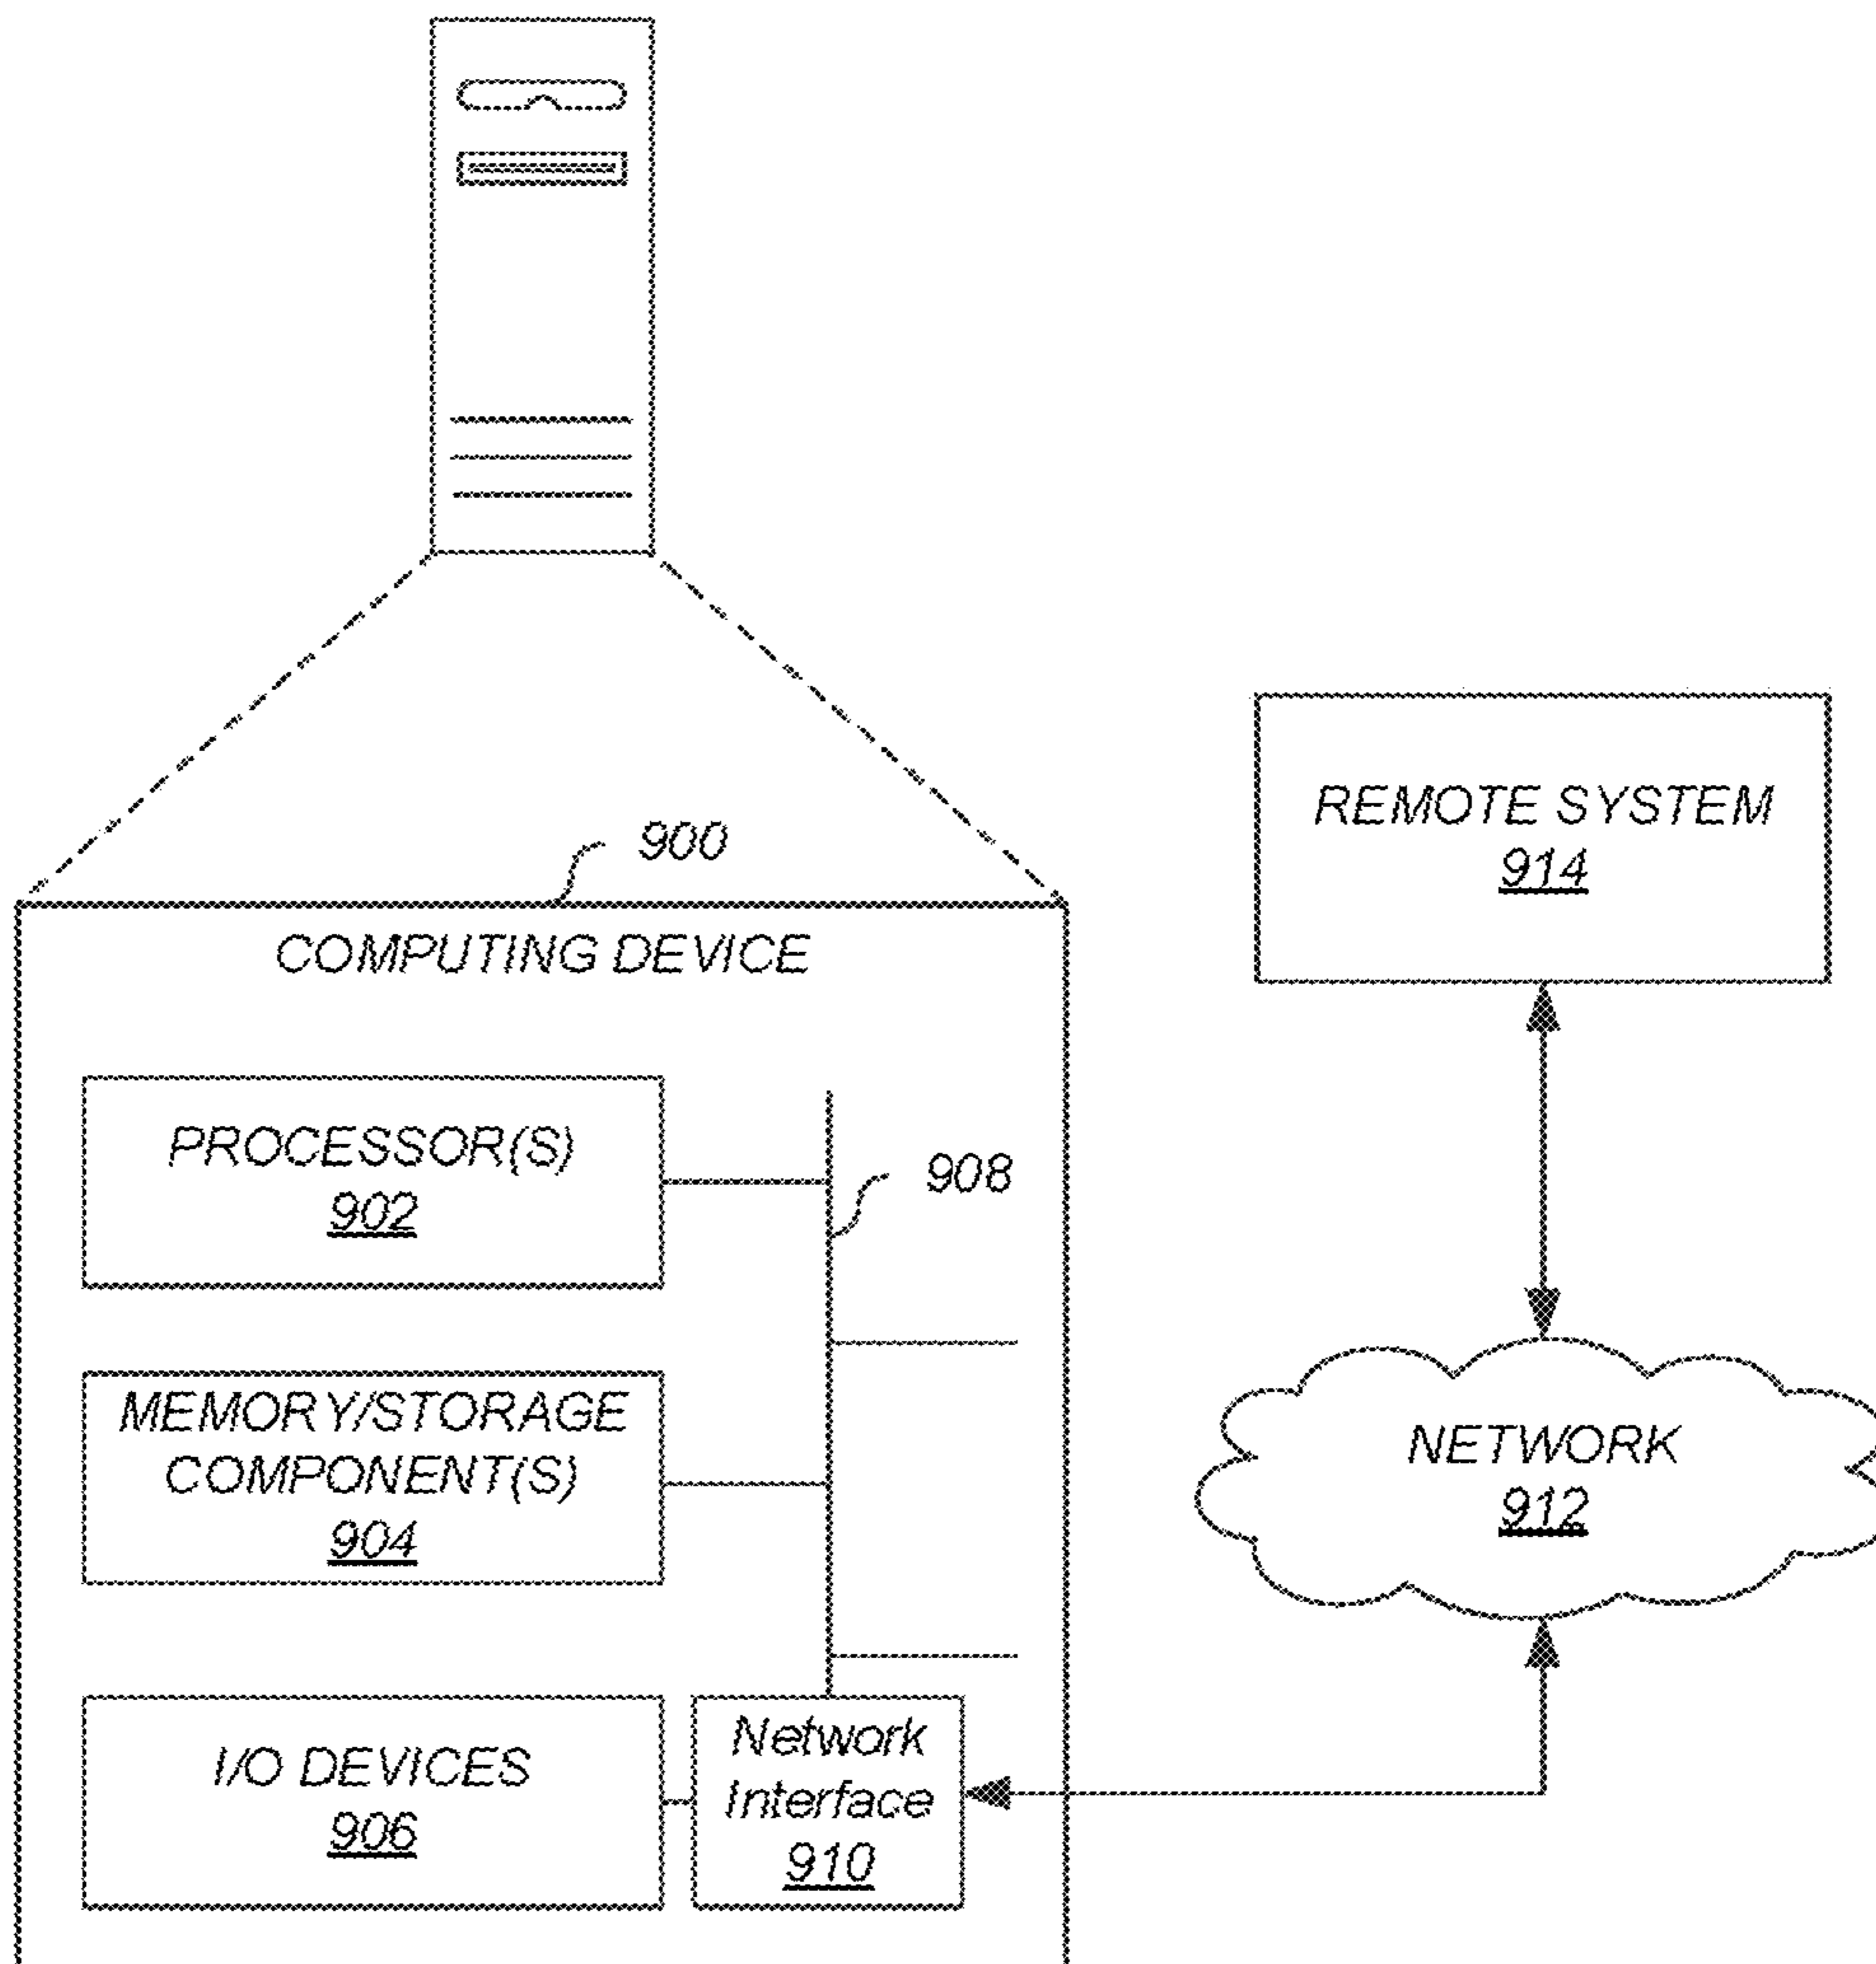 900
COMPUTING DEVICE
PROCESSOR(S)
902
908
MEMORY/STORAGE
COMPONENT(S)
904
I/O DEVICES
906
Network
Interface
910
REMOTE SYSTEM
914
NETWORK
912